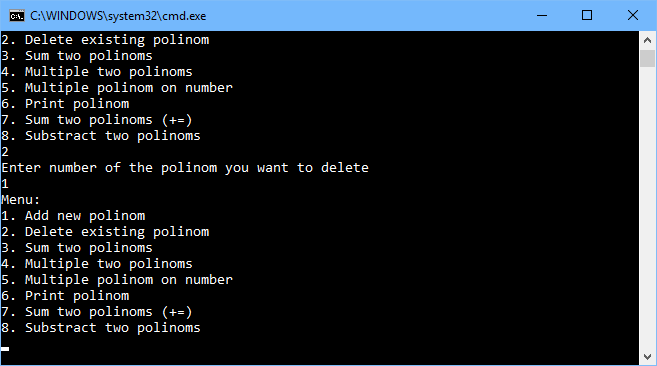 C:\WINDOWS\system32\cmd.exe
2. Delete existing polinom
3. Sum two polinoms
4. Multiple two polinoms
5. Multiple polinom on number
6. Print polinom
7. Sum two polinoms (+=)
8. Substract two polinoms
2
Enter number of the polinom you want to delete
1
Menu:
1. Add new polinom
2. Delete existing polinom
3. Sum two polinoms
4. Multiple two polinoms
5. Multiple polinom on number
6. Print polinom
7. Sum two polinoms (+=)
8. Substract two polinoms